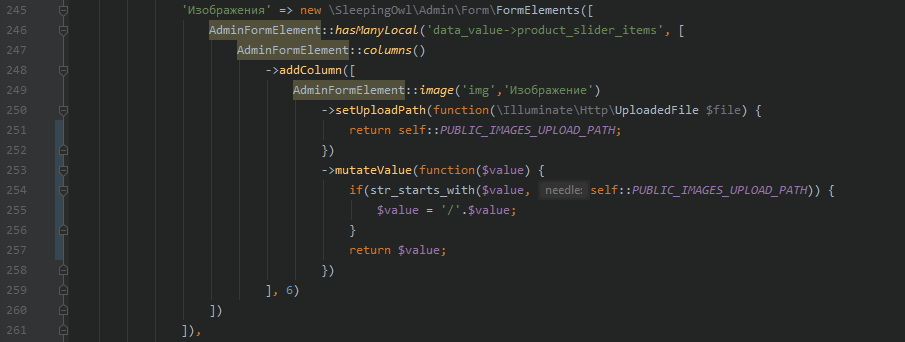 245 'Изображения' => new \SleepingOwl\Admin\Form\FormElements([
246 AdminFormElement::hasManyLocal('data_value->product_slider_items', [
247 AdminFormElement::columns()
248 ->addColumn([
249 AdminFormElement::image('img','Изображение')
250 ->setUploadPath(function(\Illuminate\Http\UploadedFile $file) {
251 return self::PUBLIC_IMAGES_UPLOAD_PATH;
252 })
253 ->mutateValue(function($value) {
254 if(str_starts_with($value, needle: self::PUBLIC_IMAGES_UPLOAD_PATH)) {
255 $value = '/'.$value;
256 }
257 return $value;
258 })
259 ], 6)
260 ])
261 ]),